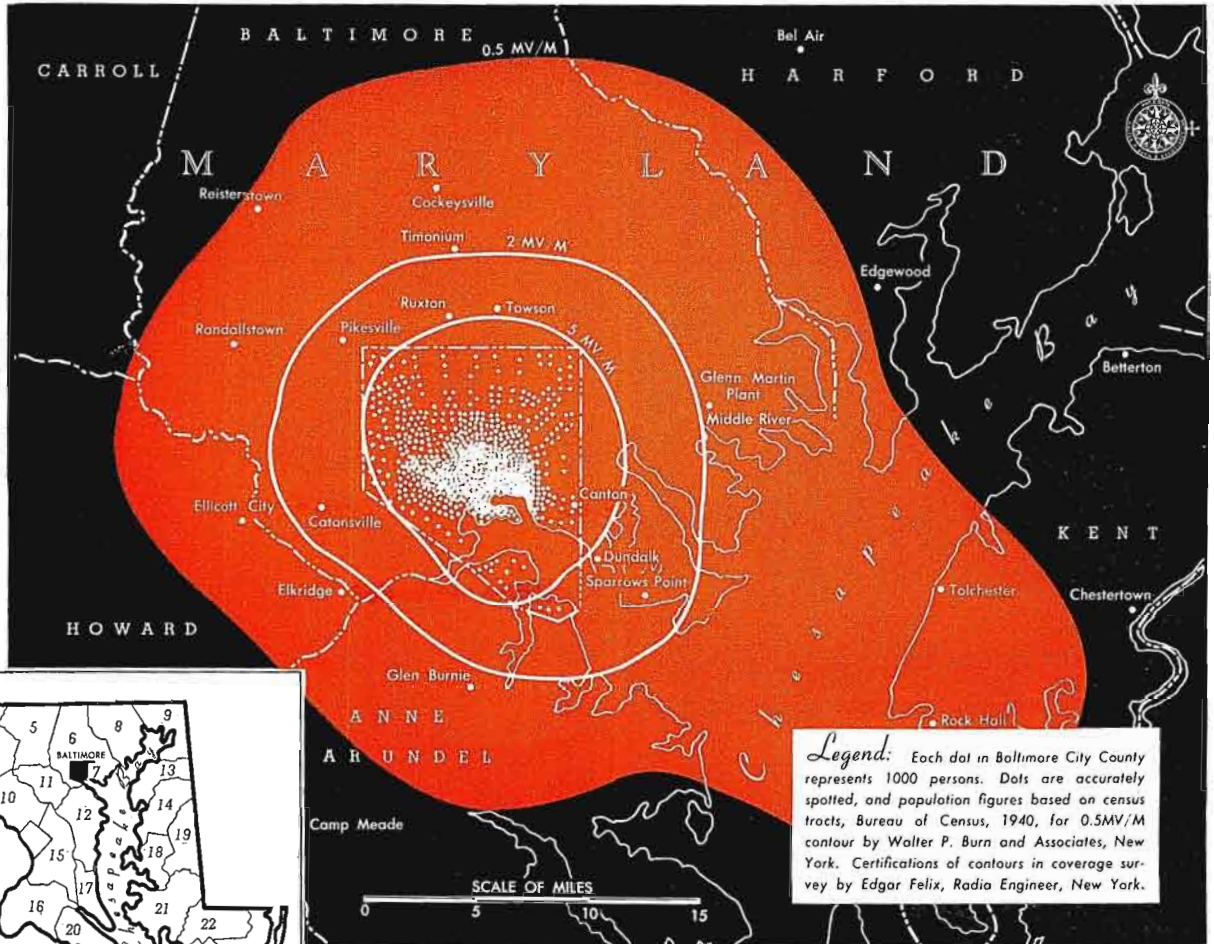 BALTIMORE
0.5 MV/M
Bel Air
CARROLL
HARFORD
MARYLAND
Reisterstown
Cockeysville
Timonium
2 MV/M
Edgewood
Ruxton
Towson
Randallstown
Pikesville
5 MV/M
Chesapeake Bay
Betterton
Glenn Martin
Plant
Middle River
Canton
Ellicott City
Catonsville
KENT
Dundalk
Sparrows Point
Elkridge
Tolchester
Chestertown
HOWARD
Glen Burnie
ANNE
ARUNDEL
Rock Hall
Camp Meade
SCALE OF MILES
0 5 10 15
Legend: Each dot in Baltimore City County
represents 1000 persons. Dots are accurately
spotted, and population figures based on census
tracts, Bureau of Census, 1940, for 0.5MV/M
contour by Walter P. Burn and Associates, New
York. Certifications of contours in coverage sur-
vey by Edgar Felix, Radio Engineer, New York.
5 6 8 9
BALTIMORE
7
10 11 13
12 14
15 18 19
16 17
20 21 22
Chesapeake Bay